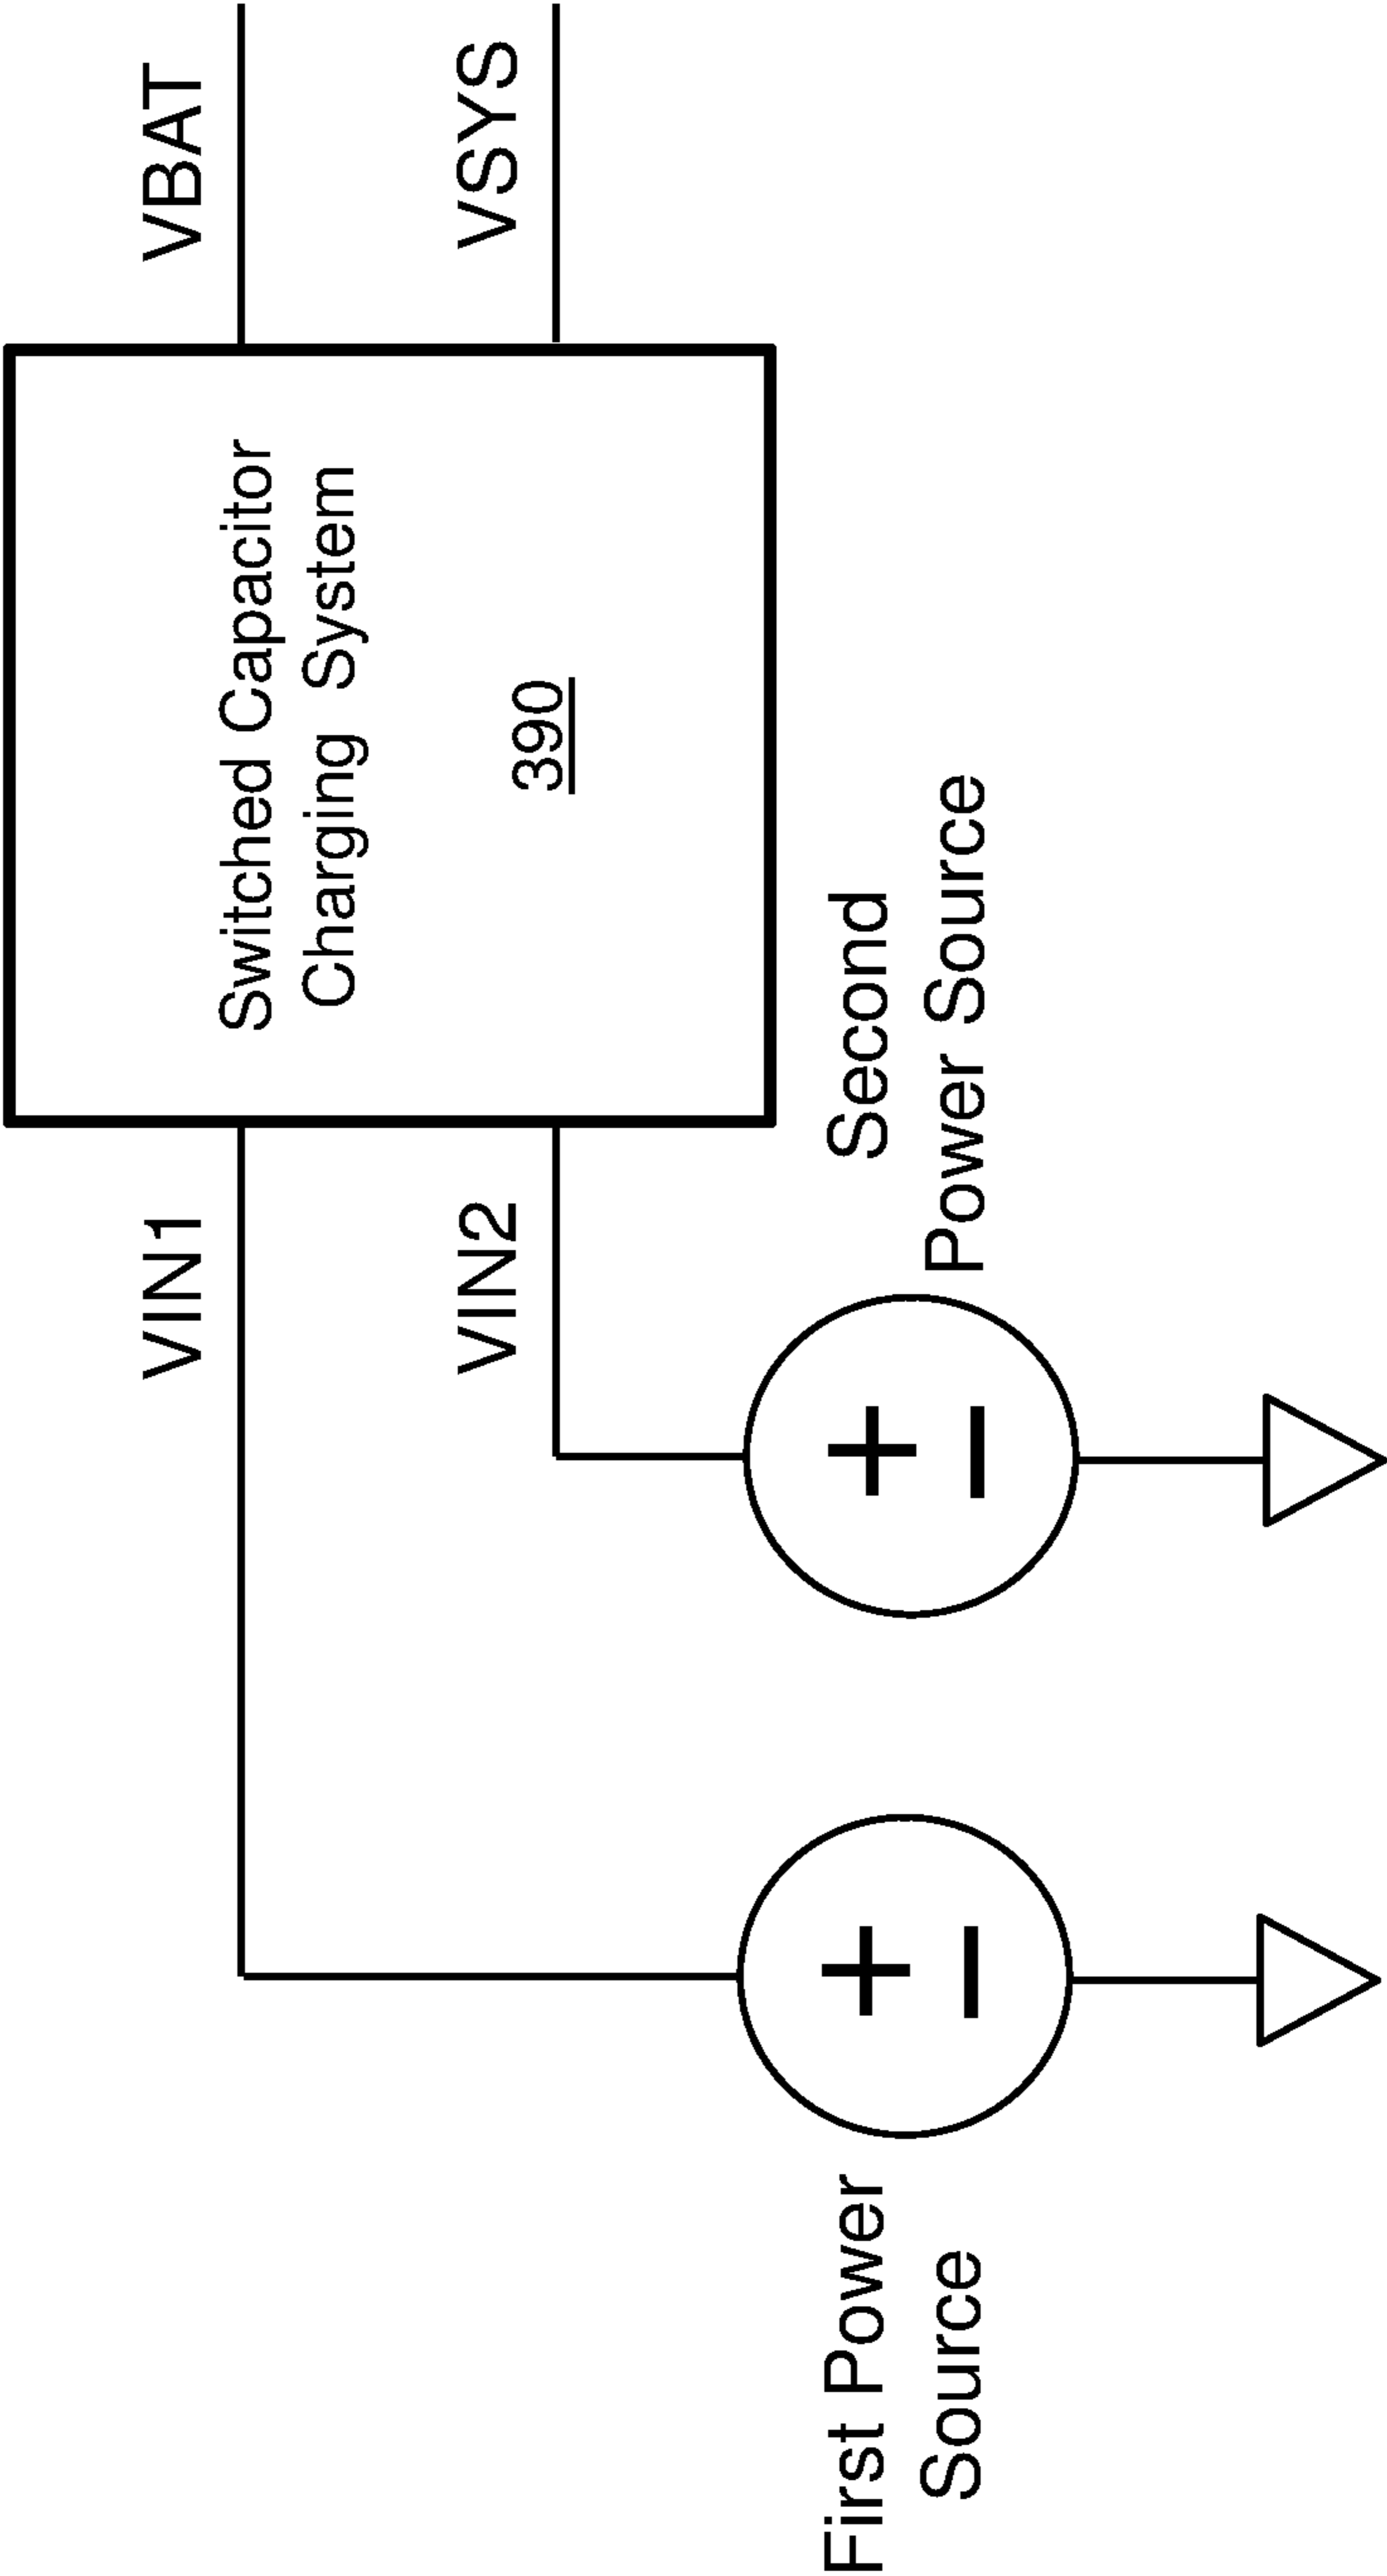 VIN1
VBAT
Switched Capacitor
Charging System
VIN2
VSYS
390
Second
Power Source
First Power
Source
+
−
+
−